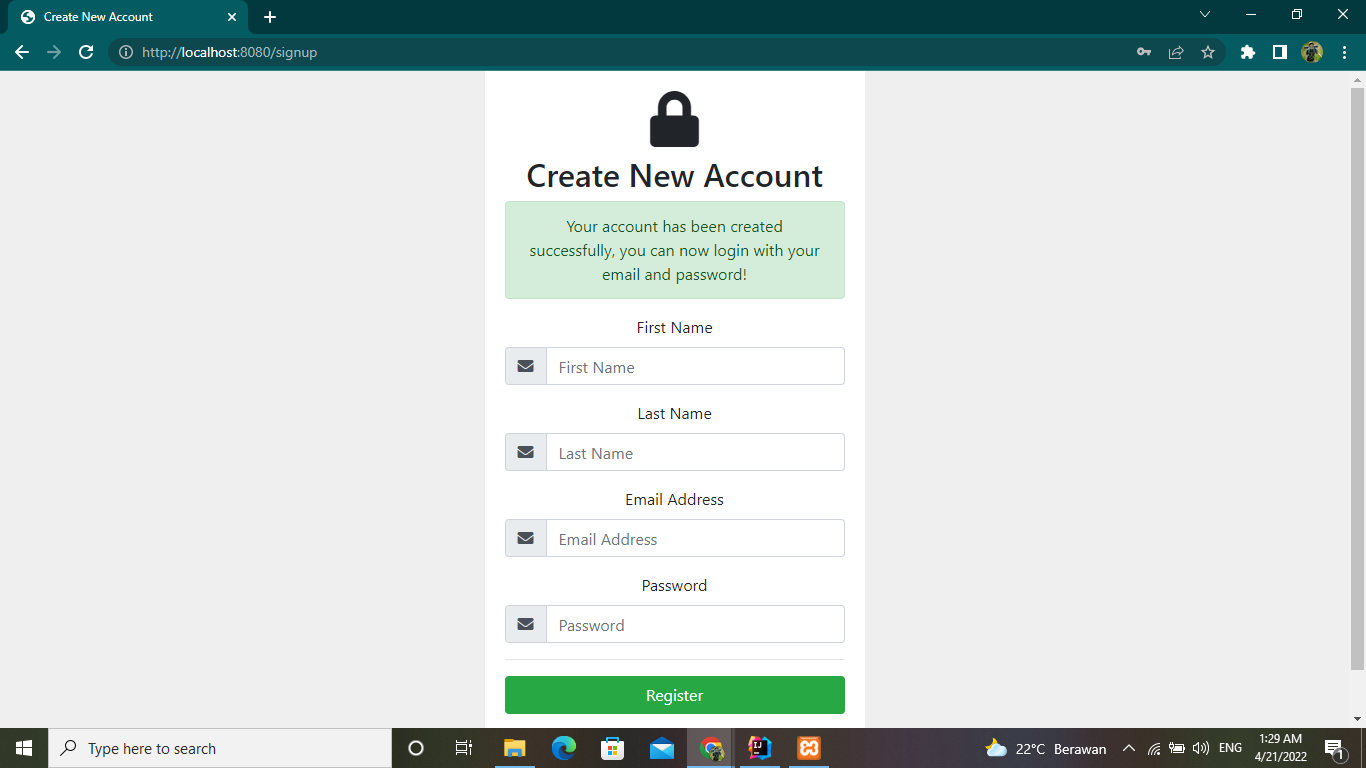 Create New Account
http://localhost:8080/signup
Create New Account
Your account has been created
successfully, you can now login with your
email and password!
First Name
First Name
Last Name
Last Name
Email Address
Email Address
Password
Password
Register
Type here to search
22°C Berawan
ENG
1:29 AM
4/21/2022
1